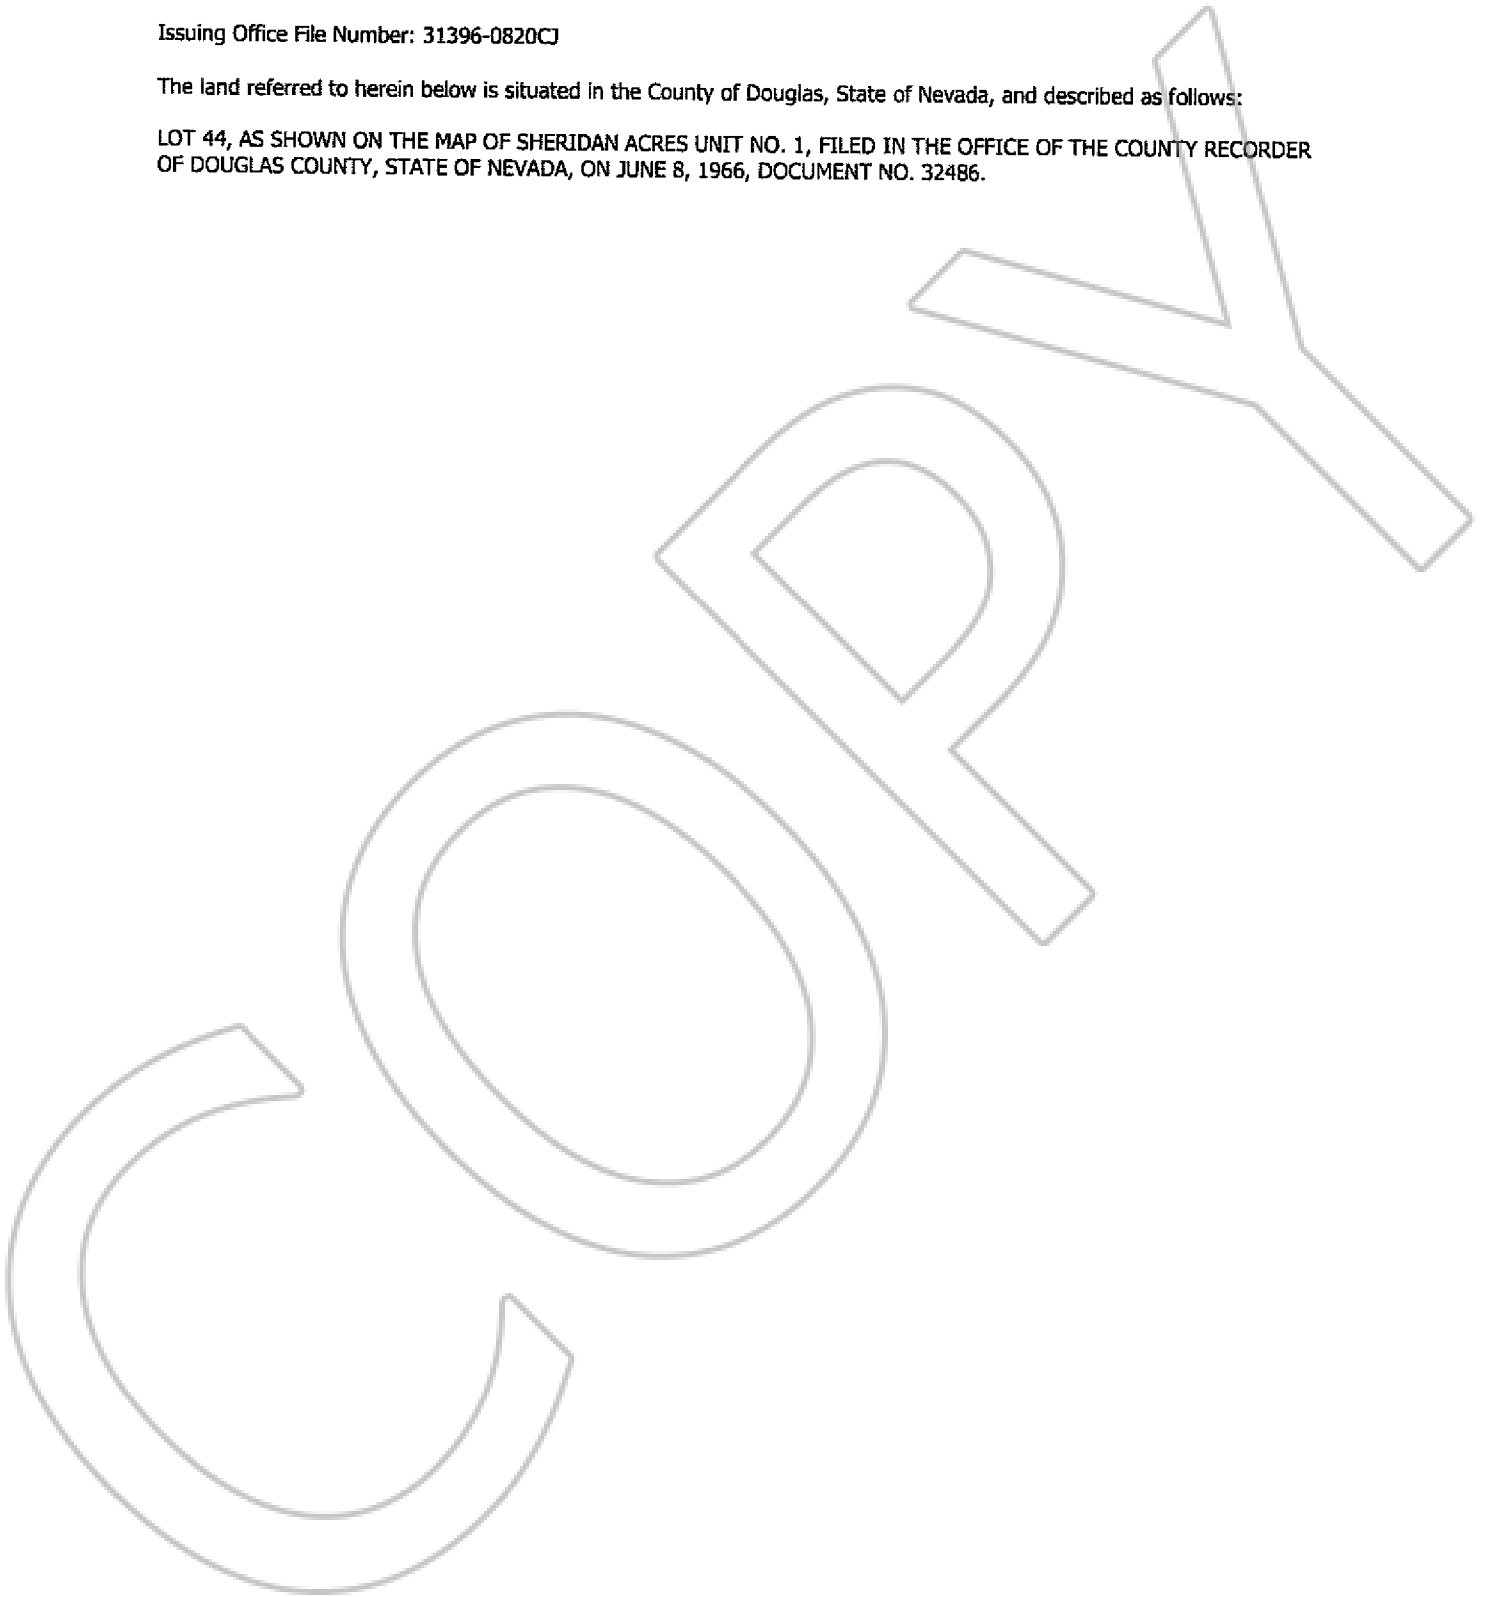 Issuing Office File Number: 31396-0820CJ
The land referred to herein below is situated in the County of Douglas, State of Nevada, and described as follows:
LOT 44, AS SHOWN ON THE MAP OF SHERIDAN ACRES UNIT NO. 1, FILED IN THE OFFICE OF THE COUNTY RECORDER
OF DOUGLAS COUNTY, STATE OF NEVADA, ON JUNE 8, 1966, DOCUMENT NO. 32486.
COPY